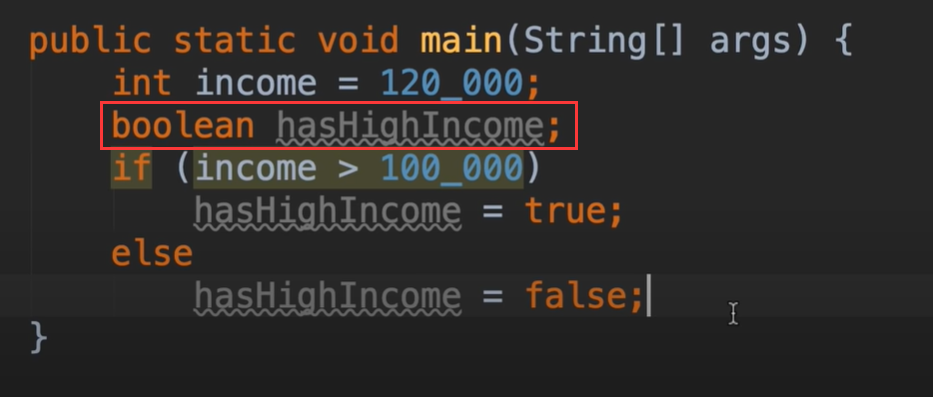 public static void main(String[] args) {
    int income = 120_000;
    boolean hasHighIncome;
    if (income > 100_000)
        hasHighIncome = true;
    else
        hasHighIncome = false;
}